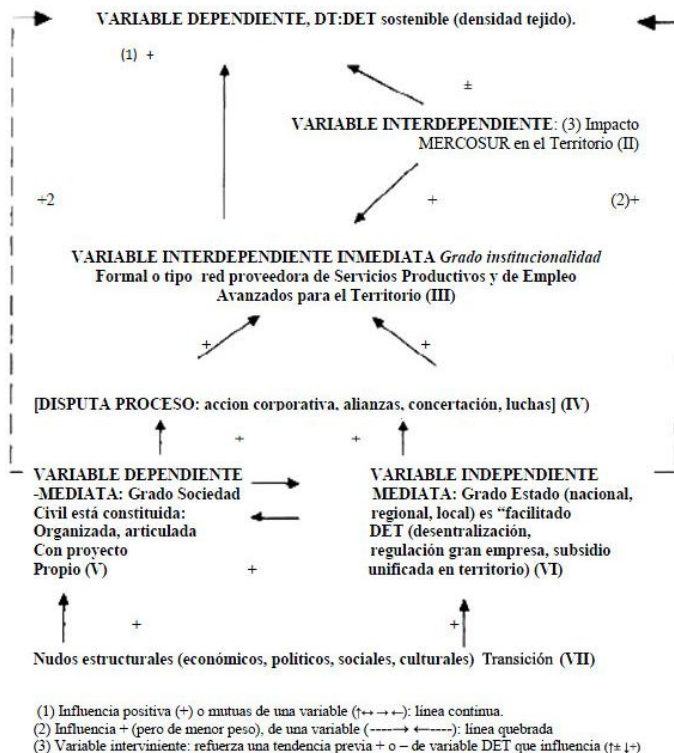 VARIABLE DEPENDIENTE, DT:DET sostenible (densidad tejido).
(1) +
±
VARIABLE INTERDEPENDIENTE: (3) Impacto
MERCOSUR en el Territorio (II)
+2
+
(2)+
VARIABLE INTERDEPENDIENTE INMEDIATA Grado institucionalidad
Formal o tipo red proveedora de Servicios Productivos y de Empleo
Avanzados para el Territorio (III)
+
+
[DISPUTA PROCESO: accion corporativa, alianzas, concertación, luchas] (IV)
+
+
VARIABLE DEPENDIENTE
-MEDIATA: Grado Sociedad
Civil está constituida:
Organizada, articulada
Con proyecto
Propio (V)
+
VARIABLE INDEPENDIENTE
MEDIATA: Grado Estado (nacional,
regional, local) es “facilitado
DET (desentralización,
regulación gran empresa, subsidio
unificada en territorio) (VI)
+
+
Nudos estructurales (económicos, políticos, sociales, culturales) Transición (VII)
(1) Influencia positiva (+) o mutuas de una variable (↑↔→←): línea continua.
(2) Influencia + (pero de menor peso), de una variable (-----→ ←----): línea quebrada
(3) Variable interviniente: refuerza una tendencia previa + o – de variable DET que influencia (↑± ↓+)